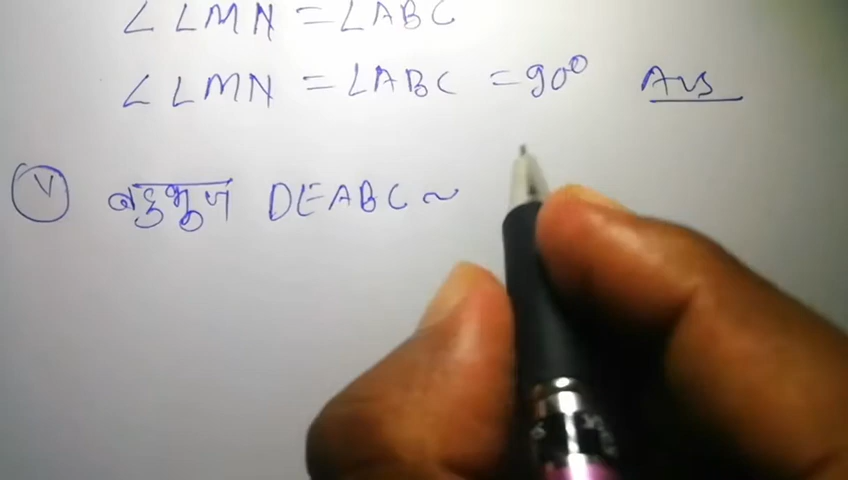 ∠LMN = ∠ABC
∠LMN = ∠ABC = 90° Ans
V बहुभुज DEABC ~